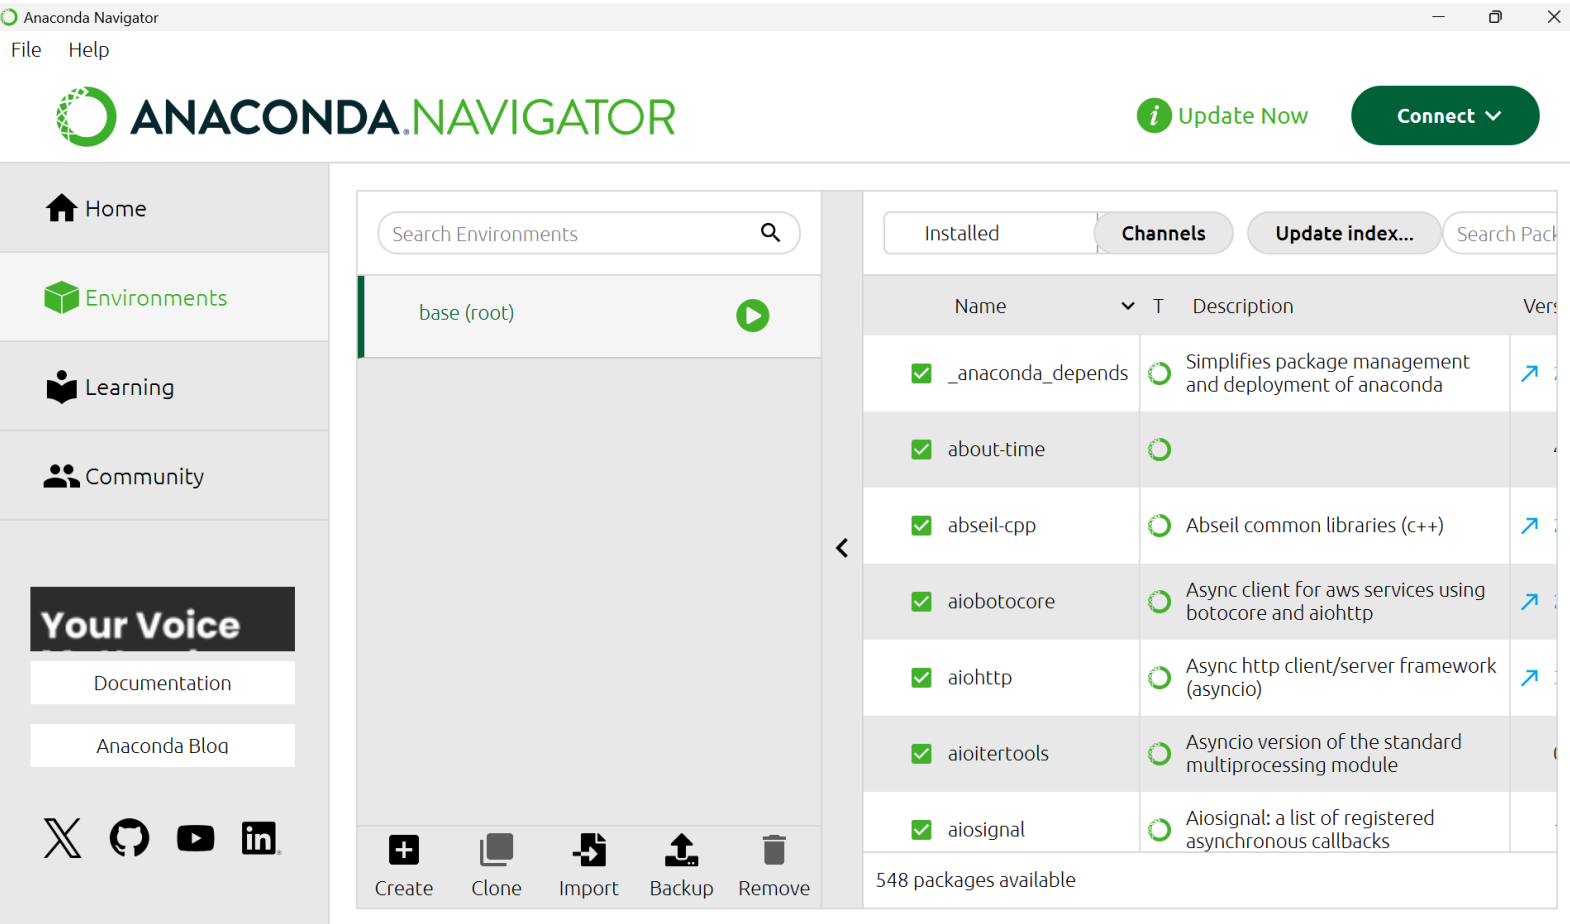 Anaconda Navigator
File Help
ANACONDA.NAVIGATOR
i Update Now
Connect
Home
Environments
Learning
Community
Your Voice
Documentation
Anaconda Blog
Search Environments
base (root)
Create Clone Import Backup Remove
Installed Channels Update index... Search Pack
Name T Description Vers
_anaconda_depends Simplifies package management
and deployment of anaconda
about-time
abseil-cpp Abseil common libraries (c++)
aiobotocore Async client for aws services using
botocore and aiohttp
aiohttp Async http client/server framework
(asyncio)
aioitertools Asyncio version of the standard
multiprocessing module
aiosignal Aiosignal: a list of registered
asynchronous callbacks
548 packages available